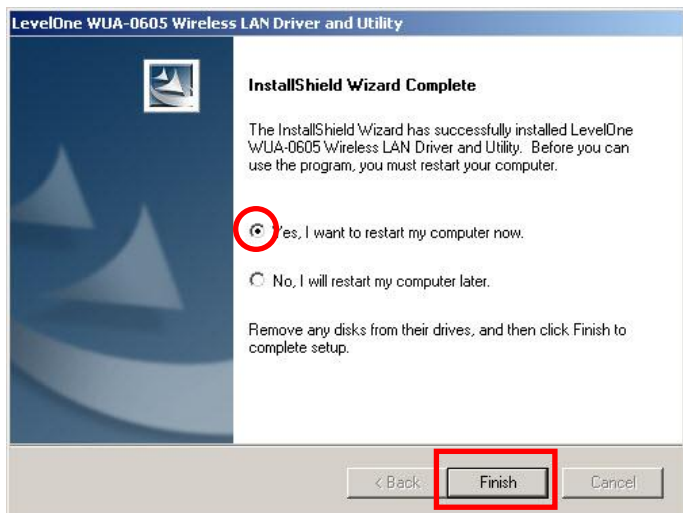 LevelOne WUA-0605 Wireless LAN Driver and Utility
InstallShield Wizard Complete
The InstallShield Wizard has successfully installed LevelOne
WUA-0605 Wireless LAN Driver and Utility. Before you can
use the program, you must restart your computer.
Yes, I want to restart my computer now.
No, I will restart my computer later.
Remove any disks from their drives, and then click Finish to
complete setup.
< Back Finish Cancel